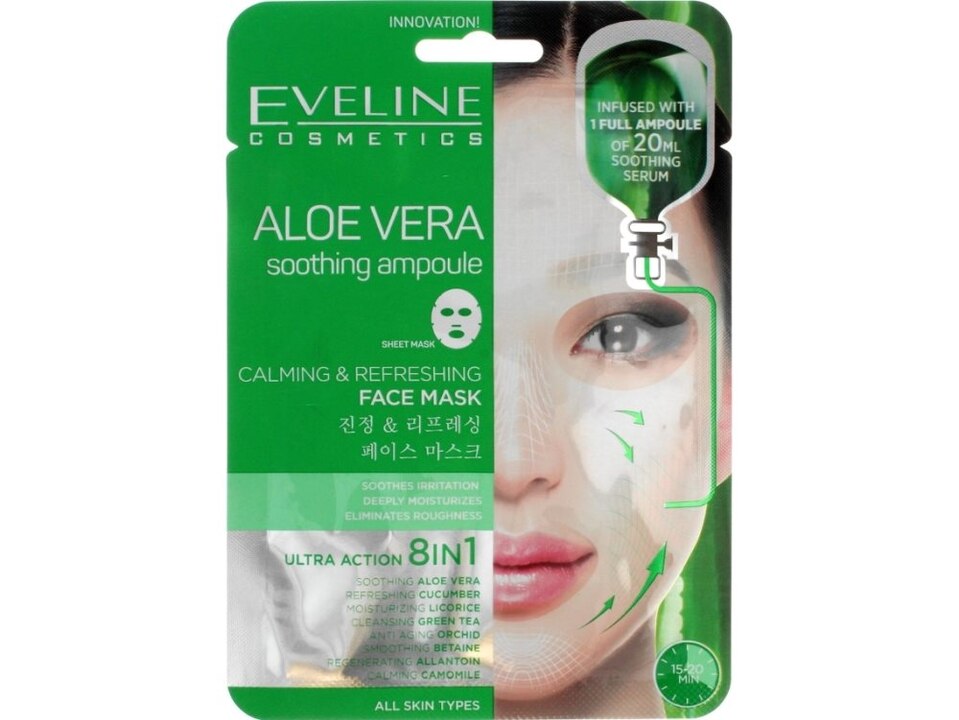 INNOVATION!
EVELINE
COSMETICS
ALOE VERA
soothing ampoule
SHEET MASK
CALMING & REFRESHING
FACE MASK
진정 & 리프레싱
페이스 마스크
SOOTHES IRRITATION
DEEPLY MOISTURIZES
ELIMINATES ROUGHNESS
ULTRA ACTION 8IN1
SOOTHING ALOE VERA
REFRESHING CUCUMBER
MOISTURIZING LICORICE
CLEANSING GREEN TEA
ANTI AGING ORCHID
SMOOTHING BETAINE
REGENERATING ALLANTOIN
CALMING CAMOMILE
ALL SKIN TYPES
INFUSED WITH
1 FULL AMPOULE
OF 20ML
SOOTHING
SERUM
15-20
MIN